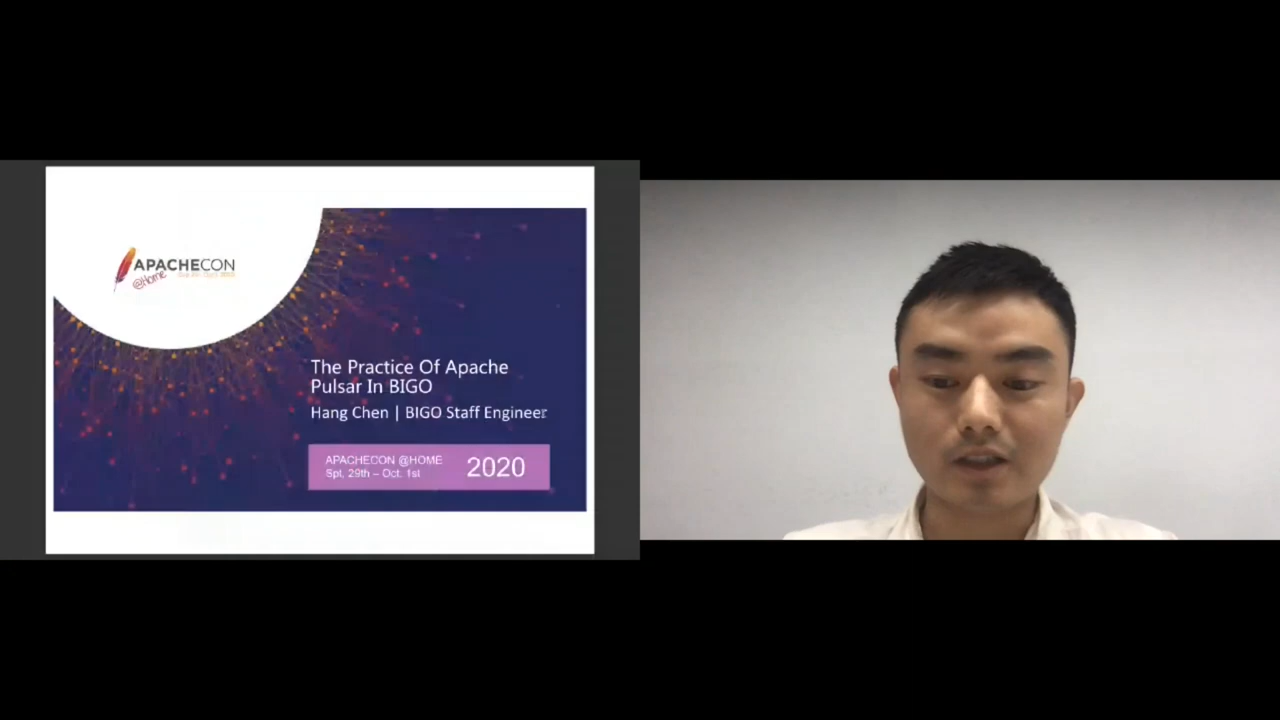 APACHECON
@Home
The Practice Of Apache
Pulsar In BIGO
Hang Chen | BIGO Staff Engineer
APACHECON @HOME
Spt, 29th – Oct. 1st
2020